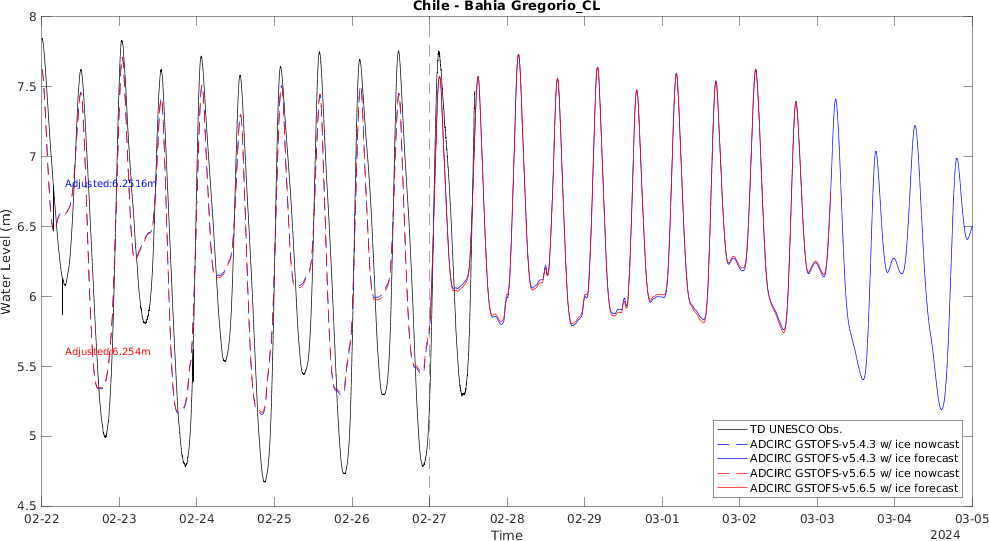 Chile - Bahia Gregorio_CL
8
7.5
7
6.5
6
5.5
5
4.5
Water Level (m)
Adjusted:6.2516m
Adjusted:6.254m
TD UNESCO Obs.
ADCIRC GSTOFS-v5.4.3 w/ ice nowcast
ADCIRC GSTOFS-v5.4.3 w/ ice forecast
ADCIRC GSTOFS-v5.6.5 w/ ice nowcast
ADCIRC GSTOFS-v5.6.5 w/ ice forecast
02-22 02-23 02-24 02-25 02-26 02-27 02-28 02-29 03-01 03-02 03-03 03-04 03-05
Time
2024